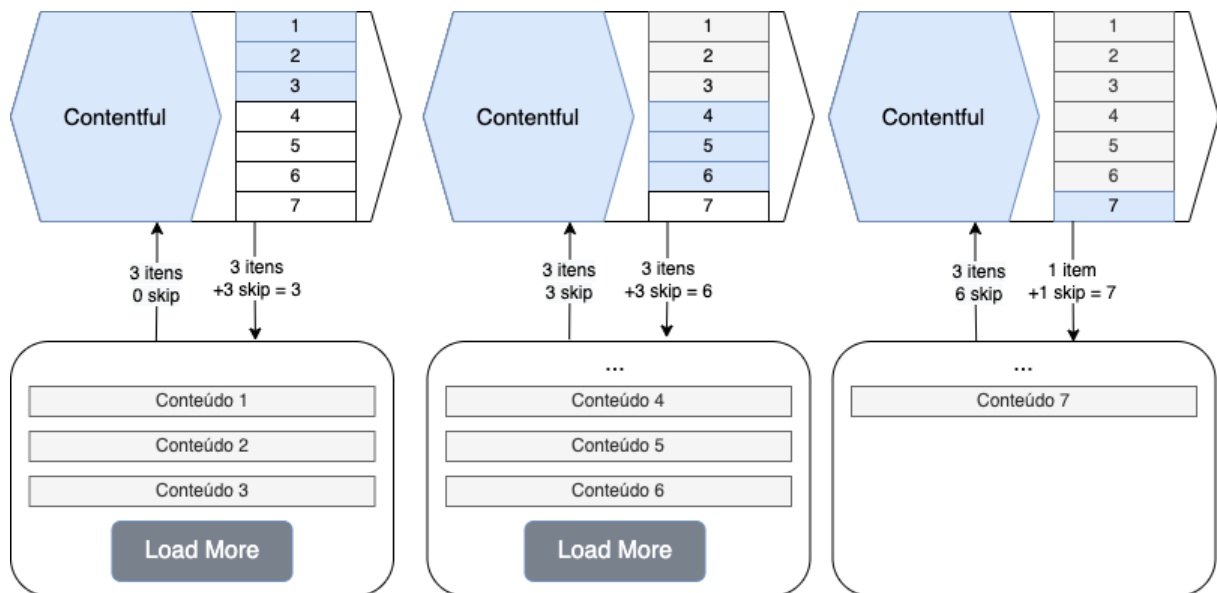 Contentful
1
2
3
4
5
6
7
3 itens
0 skip
3 itens
+3 skip = 3
Conteúdo 1
Conteúdo 2
Conteúdo 3
Load More
Contentful
1
2
3
4
5
6
7
3 itens
3 skip
3 itens
+3 skip = 6
...
Conteúdo 4
Conteúdo 5
Conteúdo 6
Load More
Contentful
1
2
3
4
5
6
7
3 itens
6 skip
1 item
+1 skip = 7
...
Conteúdo 7